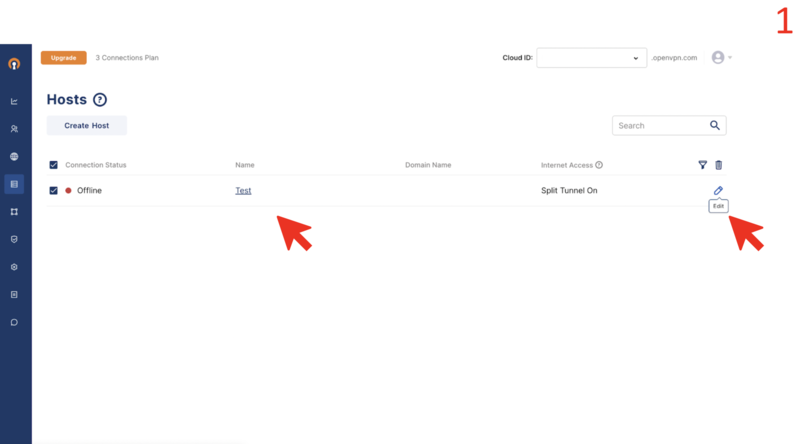 1
Upgrade 3 Connections Plan Cloud ID: .openvpn.com
Hosts ?
Create Host Search
Connection Status Name Domain Name Internet Access
Offline Test Split Tunnel On
Edit